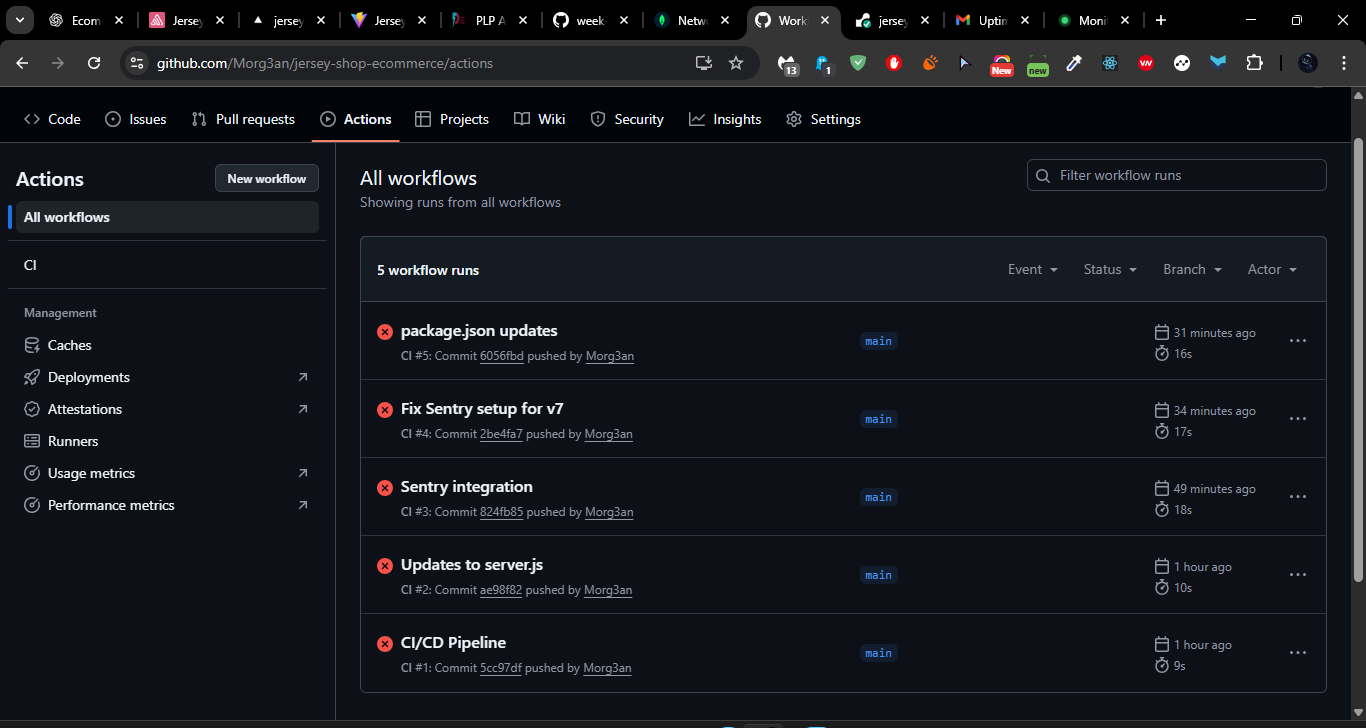 Ecom
Jersey
jersey
Jersey
PLP A
week-
Netw
Work
jersey
Uptin
Moni
github.com/Morg3an/jersey-shop-ecommerce/actions
13
1
New
new
Code
Issues
Pull requests
Actions
Projects
Wiki
Security
Insights
Settings
Actions
New workflow
All workflows
CI
Management
Caches
Deployments
Attestations
Runners
Usage metrics
Performance metrics
All workflows
Showing runs from all workflows
Filter workflow runs
5 workflow runs
Event
Status
Branch
Actor
package.json updates
CI #5: Commit 6056fbd pushed by Morg3an
main
31 minutes ago
16s
Fix Sentry setup for v7
CI #4: Commit 2be4fa7 pushed by Morg3an
main
34 minutes ago
17s
Sentry integration
CI #3: Commit 824fb85 pushed by Morg3an
main
49 minutes ago
18s
Updates to server.js
CI #2: Commit ae98f82 pushed by Morg3an
main
1 hour ago
10s
CI/CD Pipeline
CI #1: Commit 5cc97df pushed by Morg3an
main
1 hour ago
9s